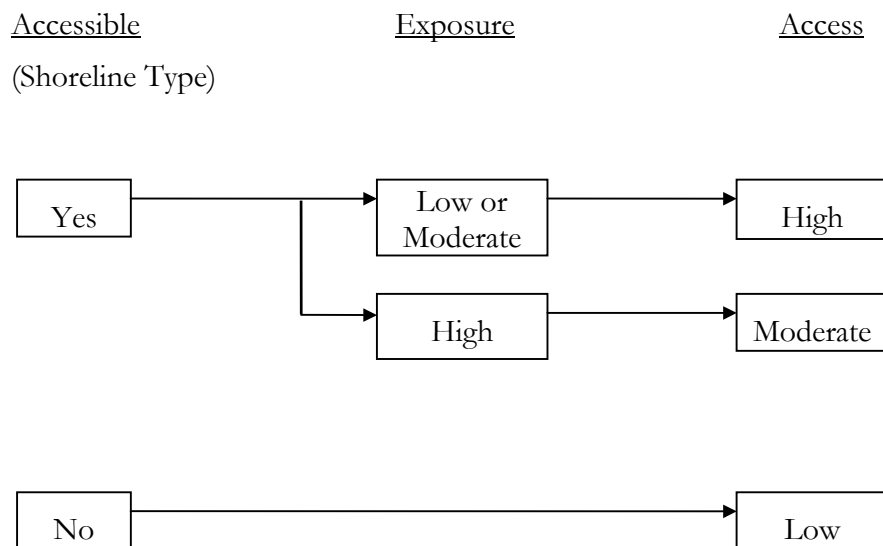 Accessible Exposure Access
(Shoreline Type)
Yes Low or Moderate High
High Moderate
No Low